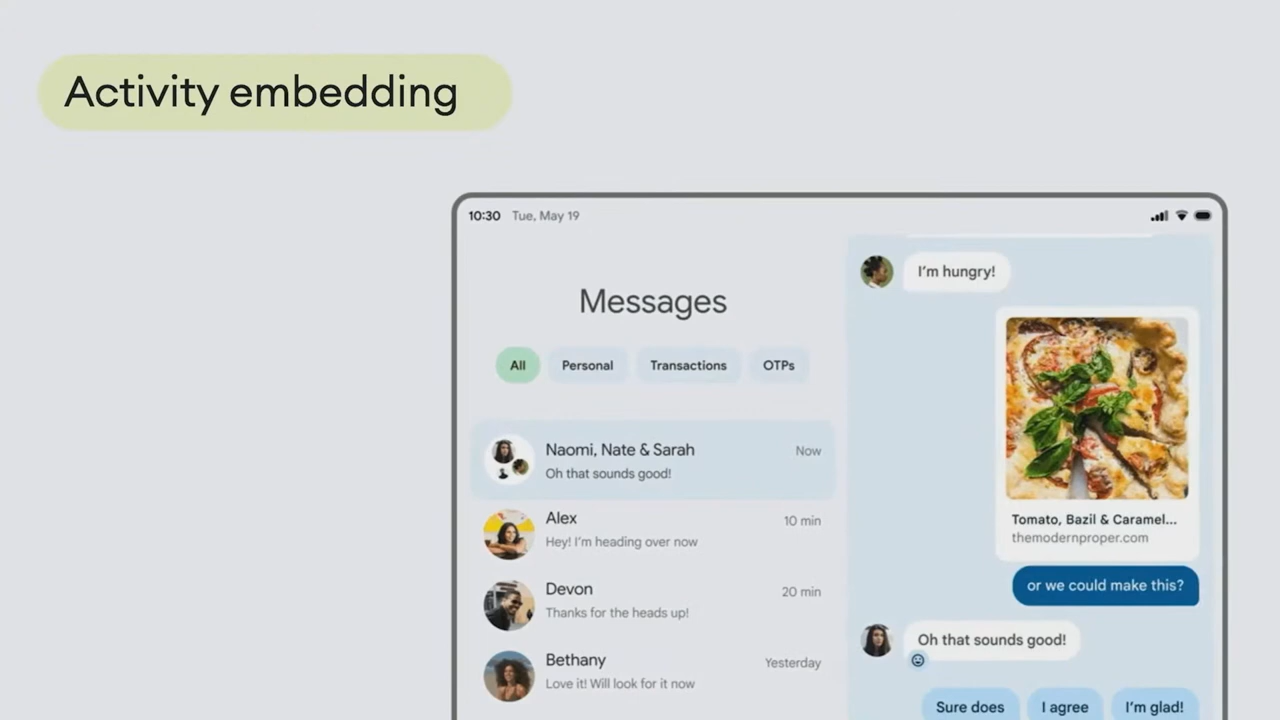 Activity embedding
10:30 Tue, May 19
Messages
All Personal Transactions OTPs
Naomi, Nate & Sarah Now
Oh that sounds good!
Alex 10 min
Hey! I'm heading over now
Devon 20 min
Thanks for the heads up!
Bethany Yesterday
Love it! Will look for it now
I'm hungry!
Tomato, Bazil & Caramel...
themodernproper.com
or we could make this?
Oh that sounds good!
Sure does I agree I'm glad!